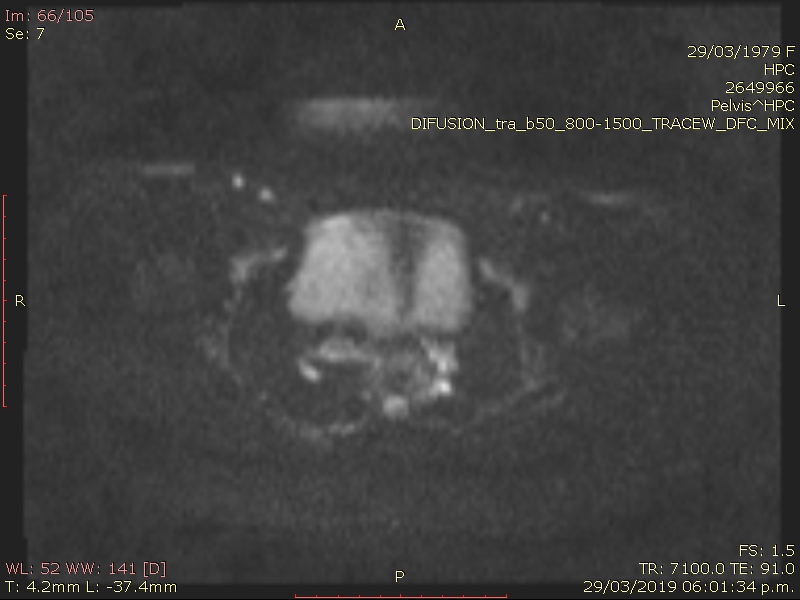 Im: 66/105
Se: 7
A
29/03/1979 F
HPC
2649966
Pelvis^HPC
DIFUSION_tra_b50_800-1500_TRACEW_DFC_MIX
R
L
WL: 52 WW: 141 [D]
T: 4.2mm L: -37.4mm
P
FS: 1.5
TR: 7100.0 TE: 91.0
29/03/2019 06:01:34 p.m.